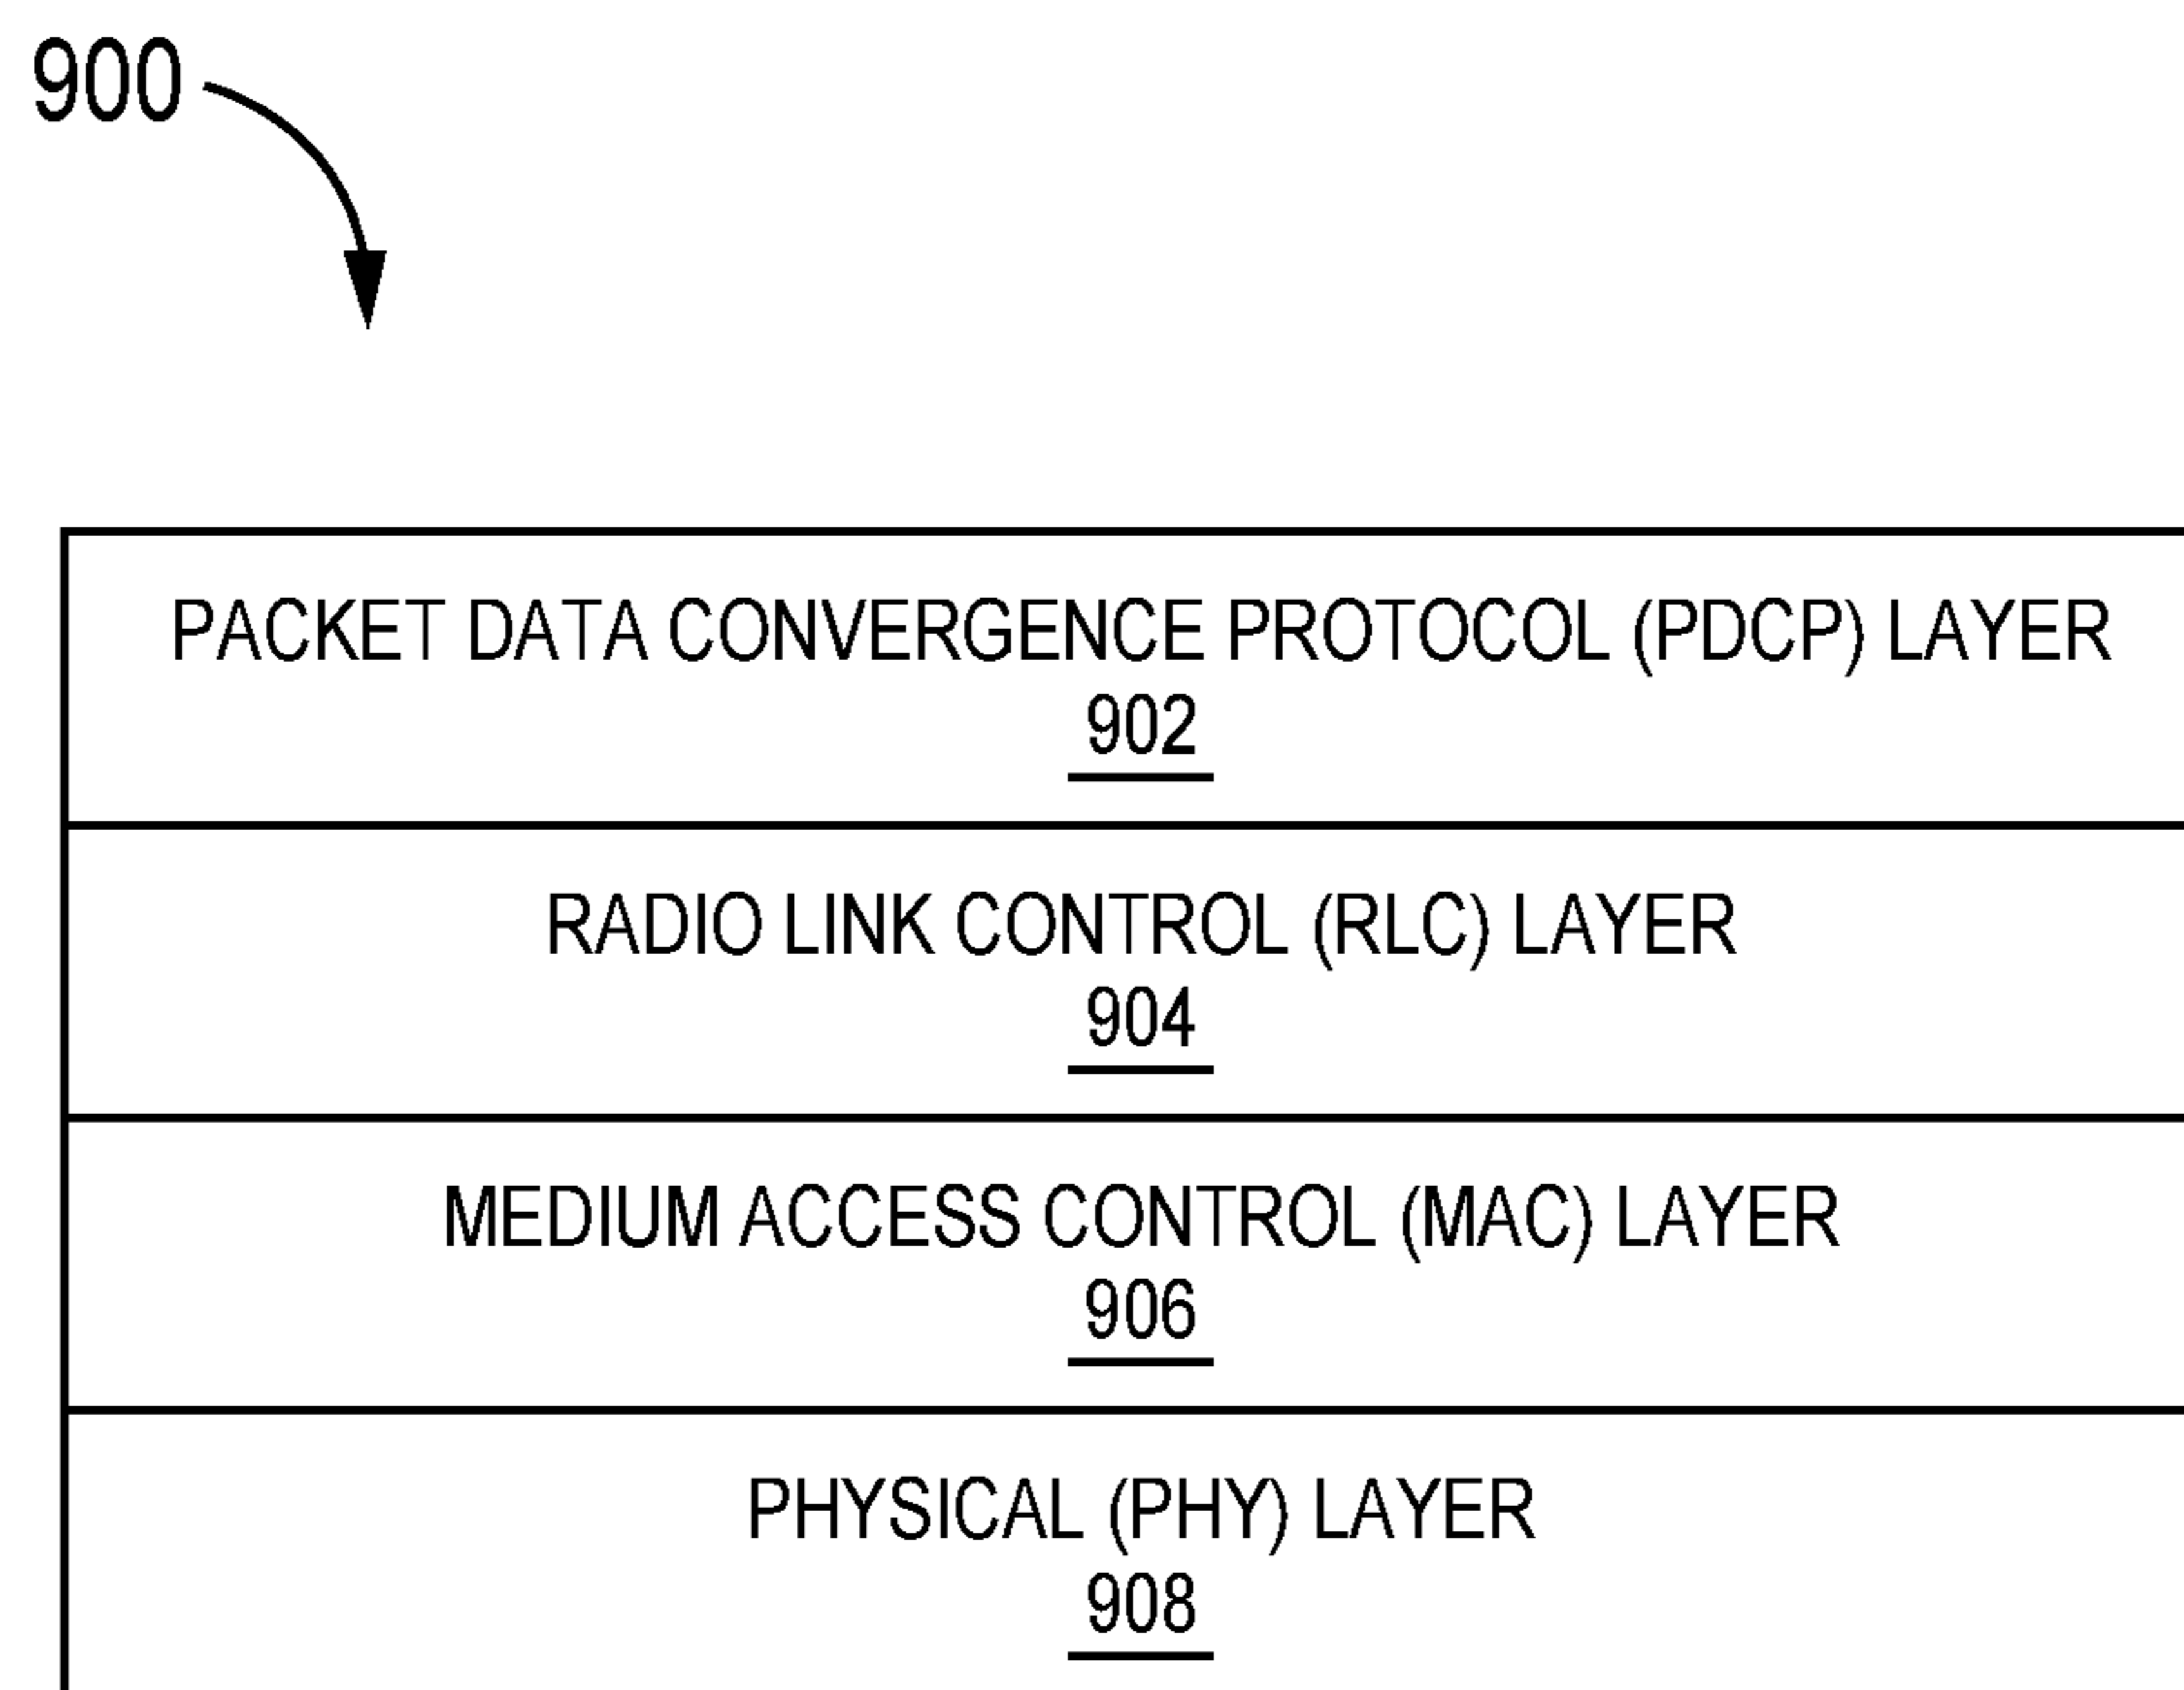 900
PACKET DATA CONVERGENCE PROTOCOL (PDCP) LAYER
902
RADIO LINK CONTROL (RLC) LAYER
904
MEDIUM ACCESS CONTROL (MAC) LAYER
906
PHYSICAL (PHY) LAYER
908